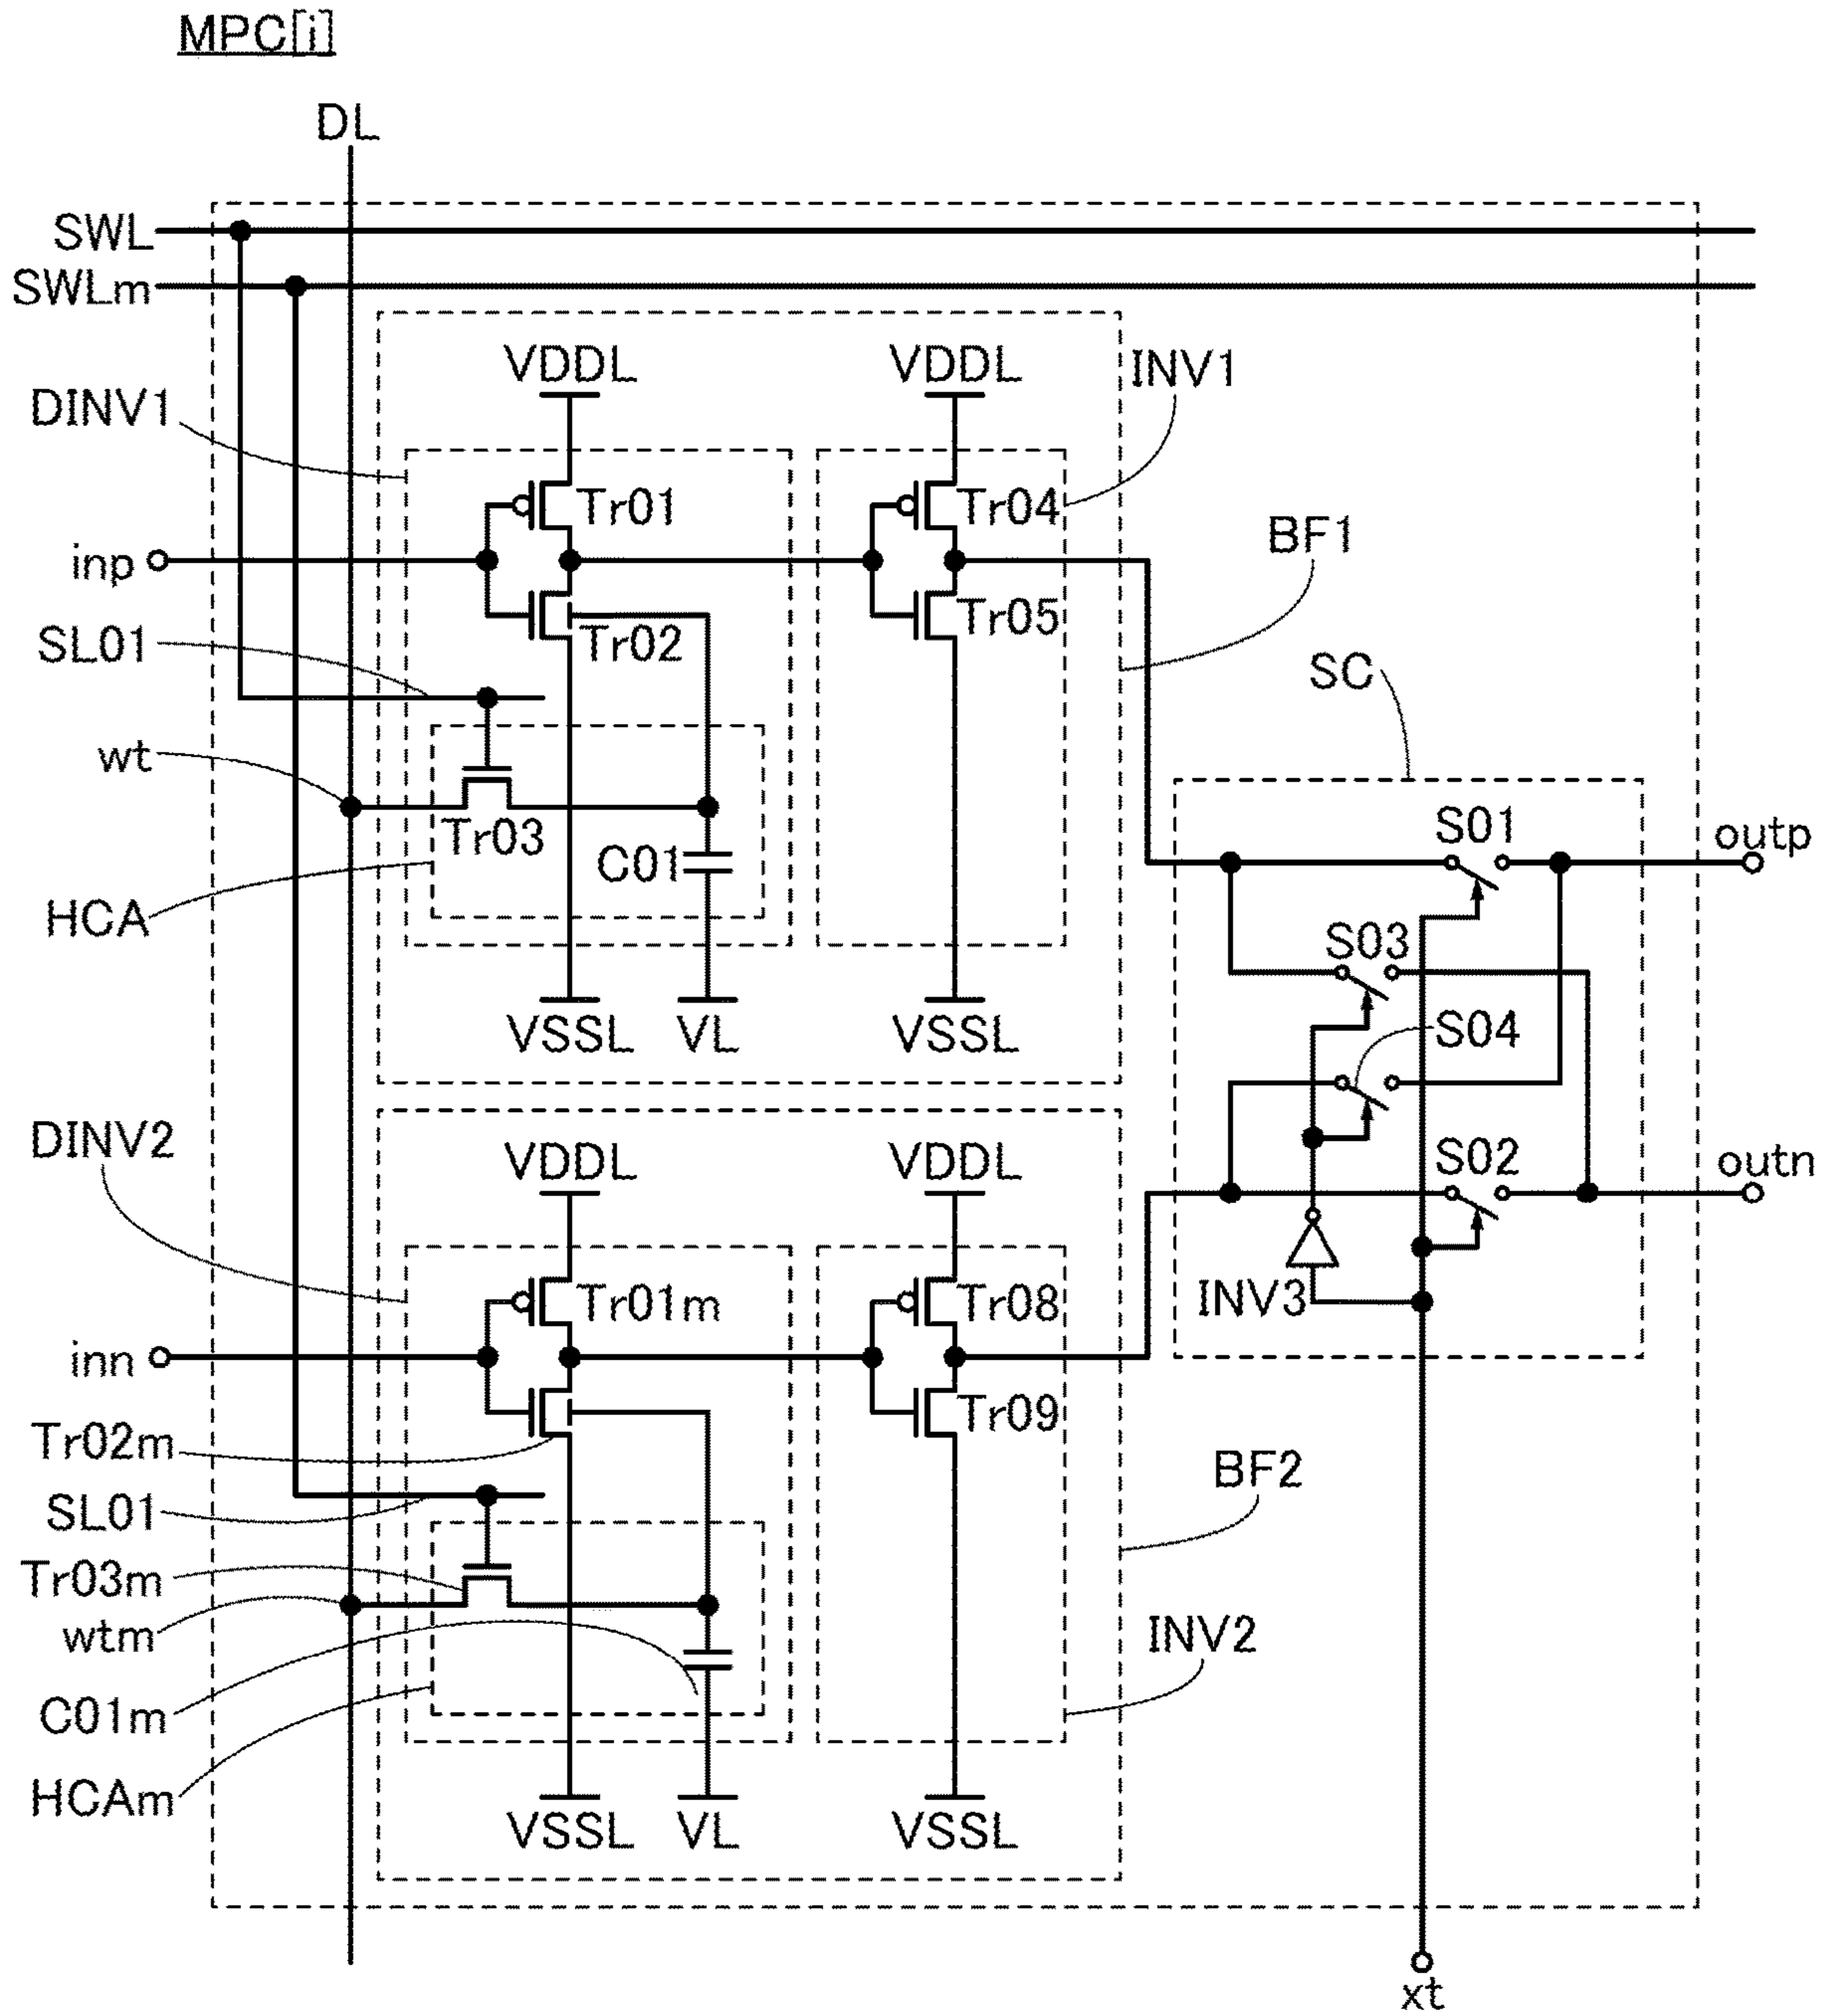 MPC[i]
DL
SWL
SWLm
VDDL
VDDL
INV1
DINV1
Tr01
Tr04
BF1
inp
Tr02
Tr05
SL01
SC
wt
Tr03
C01
S01
outp
HCA
S03
VSSL
VL
VSSL
S04
DINV2
VDDL
VDDL
S02
outn
Tr01m
Tr08
INV3
inn
Tr02m
Tr09
BF2
SL01
Tr03m
wtm
INV2
C01m
HCAm
VSSL
VL
VSSL
xt